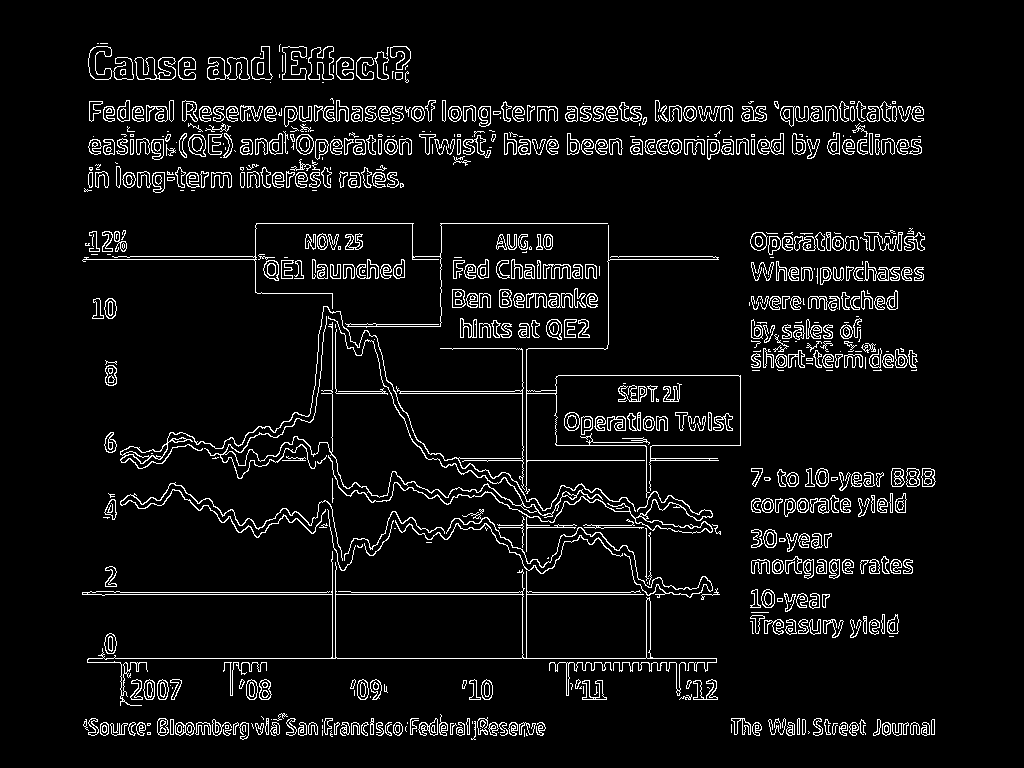 Cause and Effect?
Federal Reserve purchases of long-term assets, known as 'quantitative
easing' (QE) and 'Operation Twist,' have been accompanied by declines
in long-term interest rates.
12%
10
8
6
4
2
0
NOV. 25
QE1 launched
AUG. 10
Fed Chairman
Ben Bernanke
hints at QE2
SEPT. 21
Operation Twist
Operation Twist
When purchases
were matched
by sales of
short-term debt
7- to 10-year BBB
corporate yield
30-year
mortgage rates
10-year
Treasury yield
2007 '08 '09 '10 '11 '12
Source: Bloomberg via San Francisco Federal Reserve
The Wall Street Journal